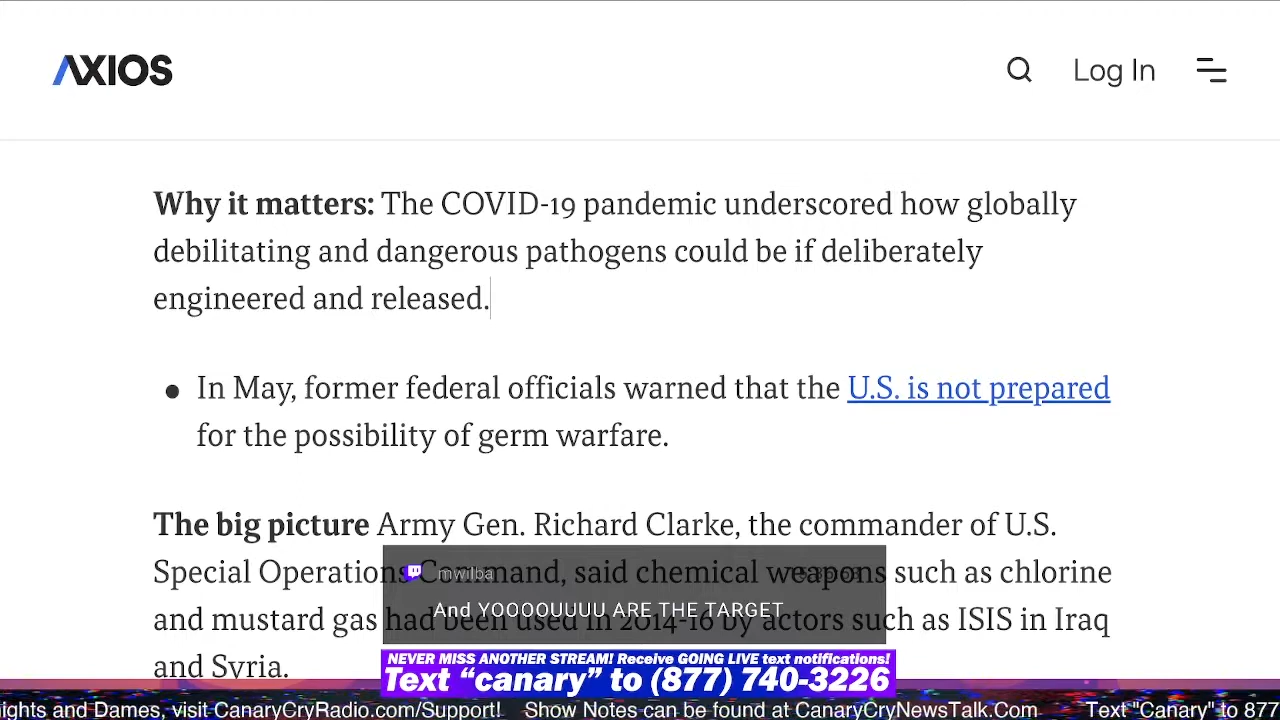 AXIOS
Log In
Why it matters: The COVID-19 pandemic underscored how globally
debilitating and dangerous pathogens could be if deliberately
engineered and released.
In May, former federal officials warned that the U.S. is not prepared
for the possibility of germ warfare.
The big picture Army Gen. Richard Clarke, the commander of U.S.
Special Operations Command, said chemical weapons such as chlorine
and mustard gas had been used in 2014-16 by actors such as ISIS in Iraq
and Syria.
mwilba
And YOOOOUUUU ARE THE TARGET
NEVER MISS ANOTHER STREAM! Receive GOING LIVE text notifications!
Text “canary” to (877) 740-3226
ights and Dames, visit CanaryCryRadio.com/Support! Show Notes can be found at CanaryCryNewsTalk.Com Text "Canary" to 877